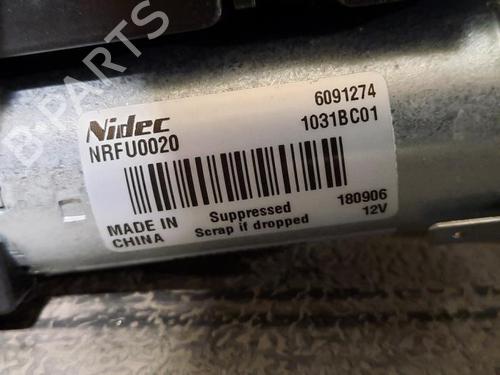 B-PARTS
Nidec
6091274
NRFU0020
1031BC01
MADE IN
CHINA
Suppressed
Scrap if dropped
180906
12V